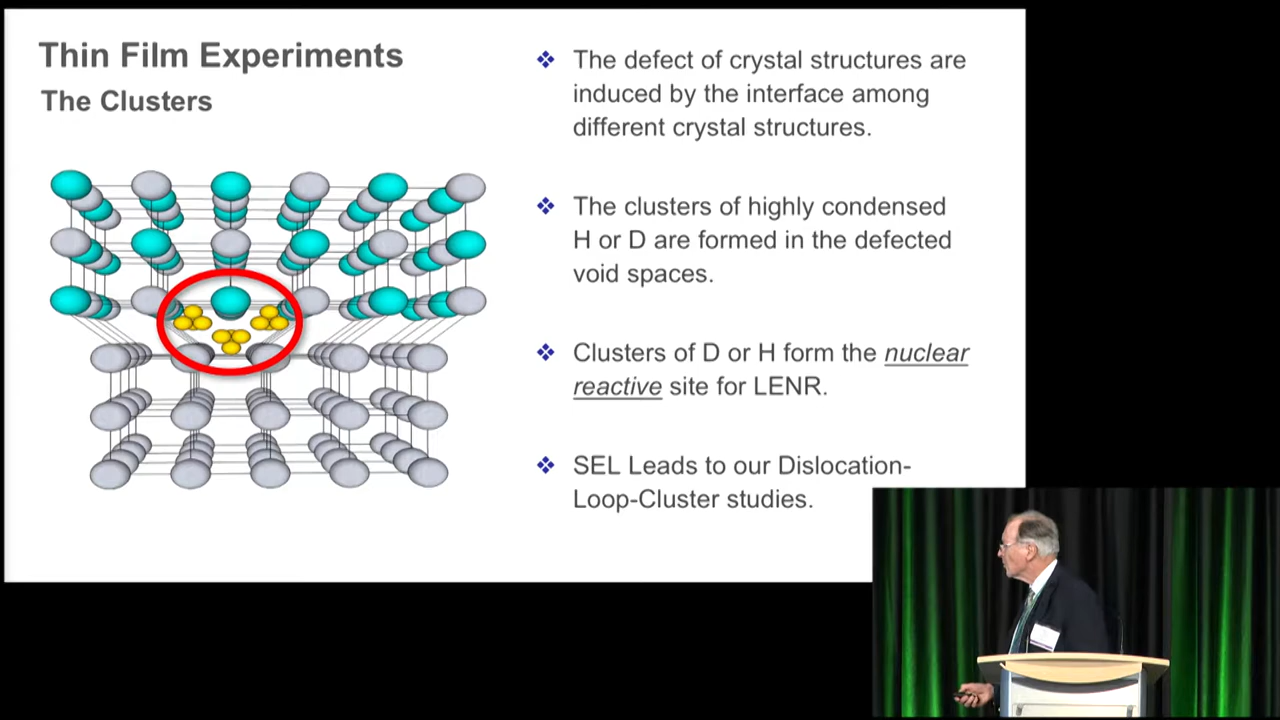 Thin Film Experiments
The Clusters
The defect of crystal structures are
induced by the interface among
different crystal structures.
The clusters of highly condensed
H or D are formed in the defected
void spaces.
Clusters of D or H form the nuclear
reactive site for LENR.
SEL Leads to our Dislocation-
Loop-Cluster studies.